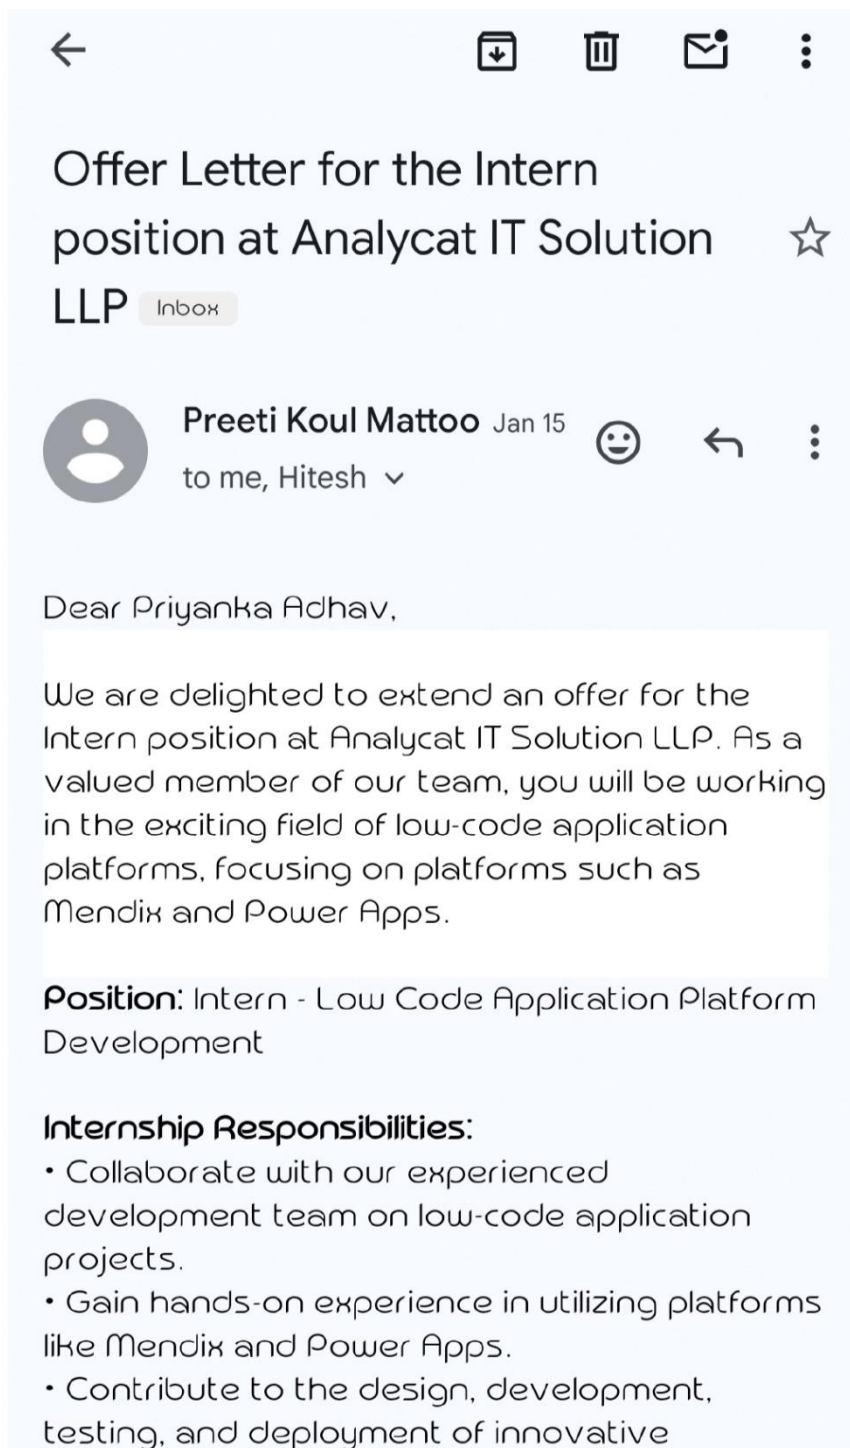 Offer Letter for the Intern
position at Analycat IT Solution
LLP Inbox
Preeti Koul Mattoo Jan 15
to me, Hitesh
Dear Priyanka Adhav,
We are delighted to extend an offer for the
Intern position at Analycat IT Solution LLP. As a
valued member of our team, you will be working
in the exciting field of low-code application
platforms, focusing on platforms such as
Mendix and Power Apps.
Position: Intern - Low Code Application Platform
Development
Internship Responsibilities:
• Collaborate with our experienced
development team on low-code application
projects.
• Gain hands-on experience in utilizing platforms
like Mendix and Power Apps.
• Contribute to the design, development,
testing, and deployment of innovative